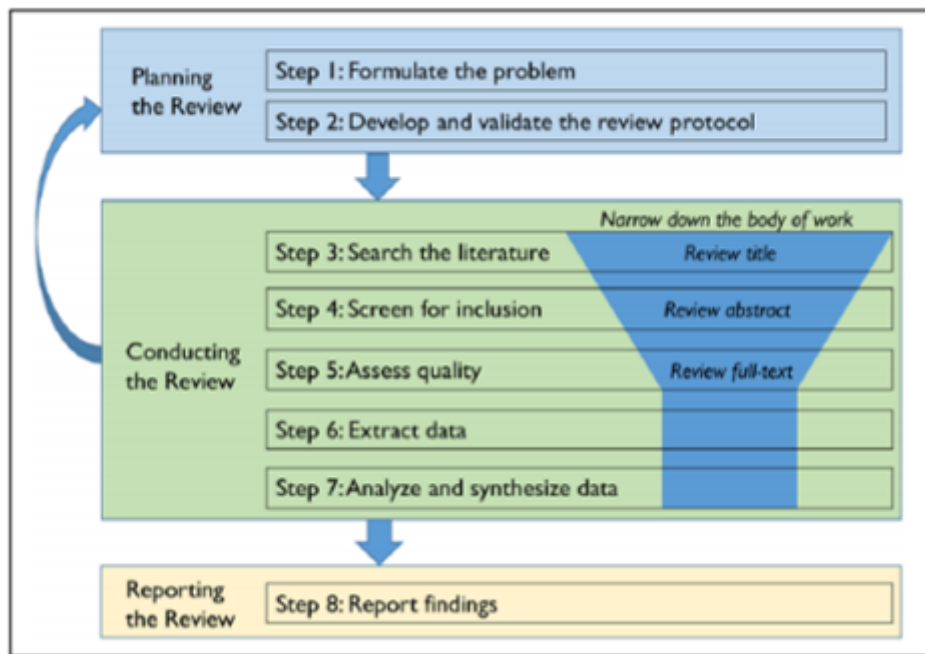 Planning
the Review
Step 1: Formulate the problem
Step 2: Develop and validate the review protocol
Conducting
the Review
Narrow down the body of work
Step 3: Search the literature
Review title
Step 4: Screen for inclusion
Review abstract
Step 5: Assess quality
Review full-text
Step 6: Extract data
Step 7: Analyze and synthesize data
Reporting
the Review
Step 8: Report findings